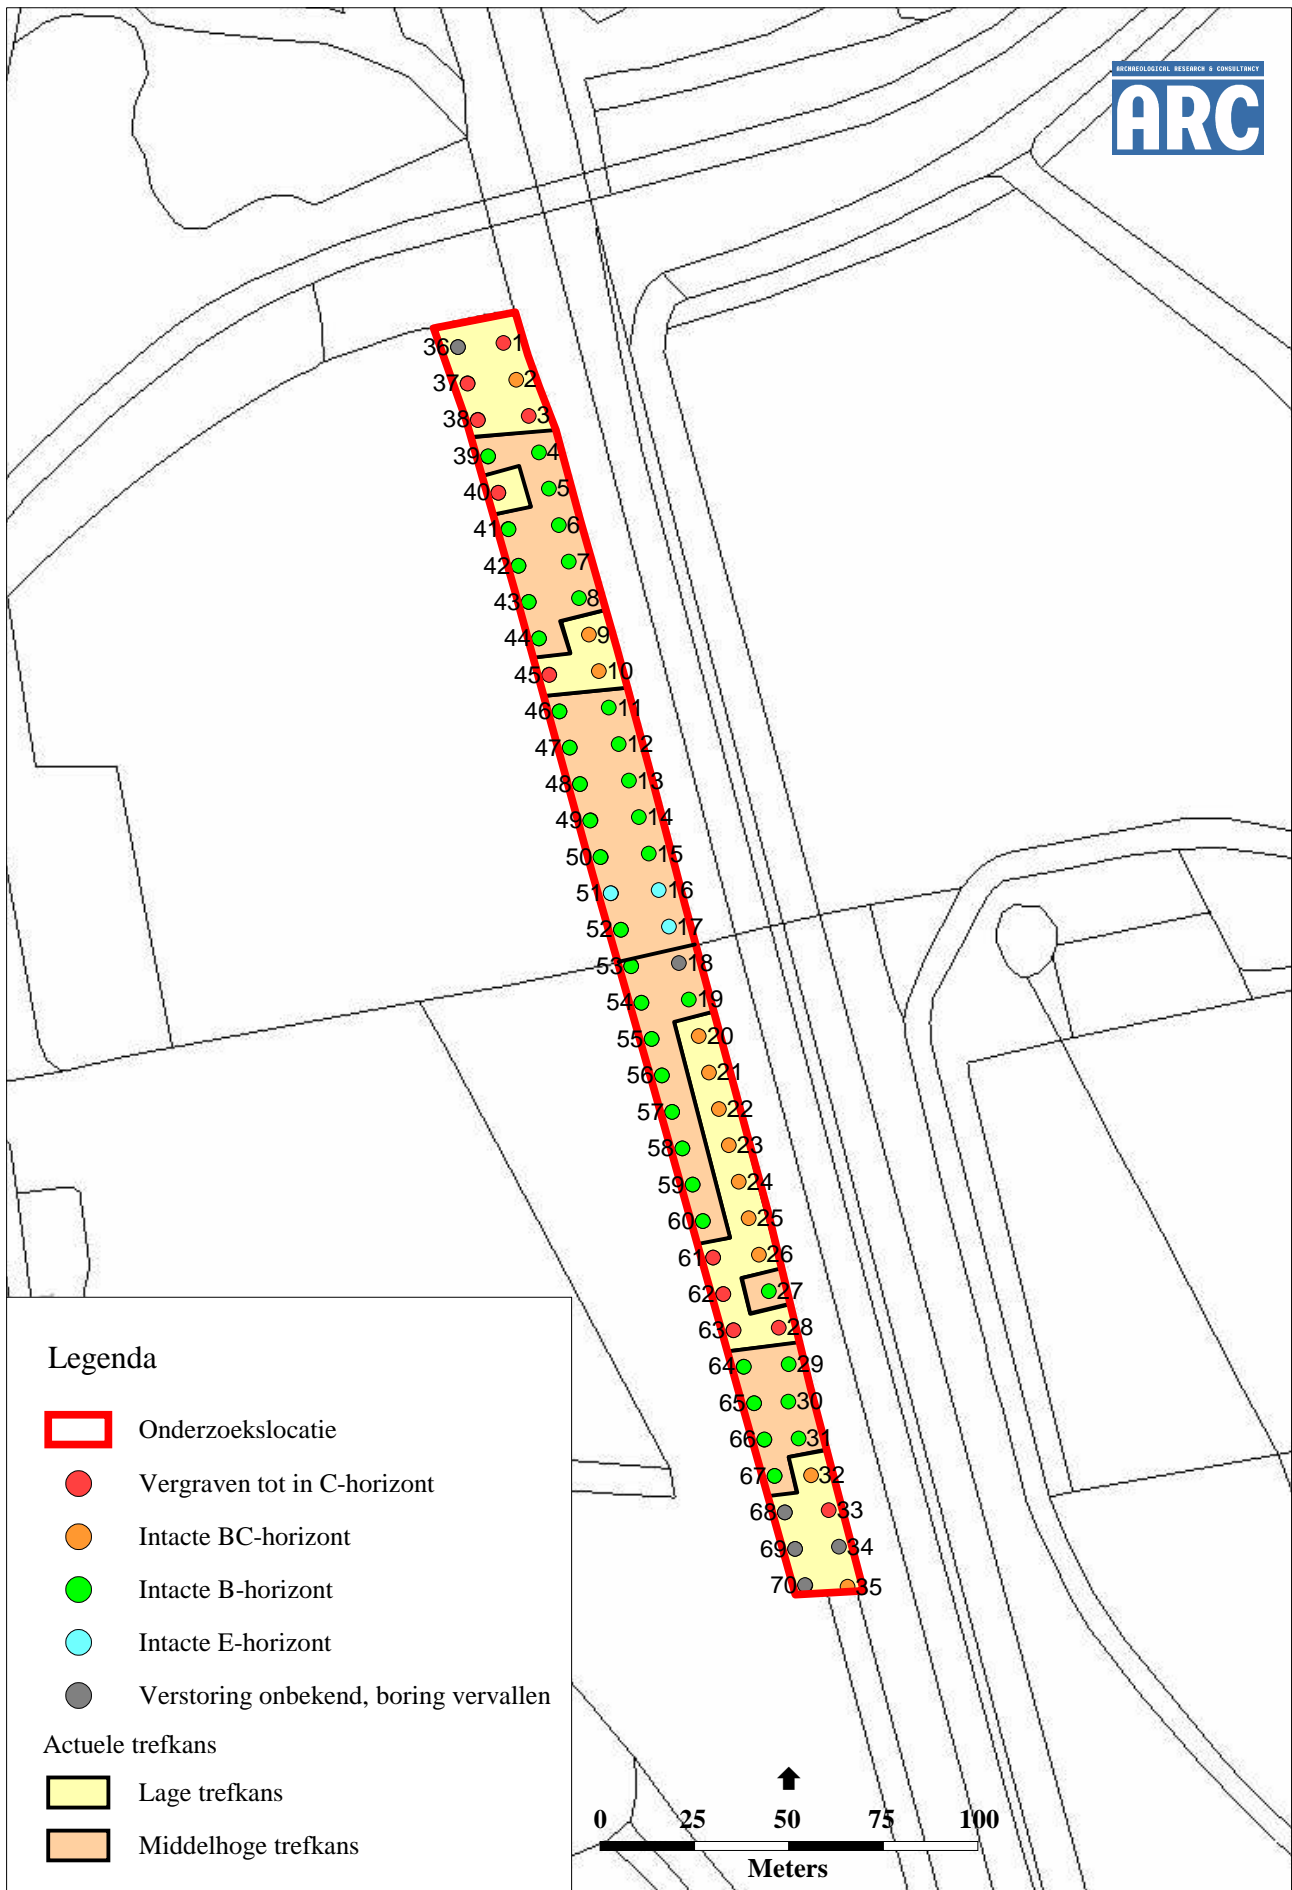 ARCHAEOLOGICAL RESEARCH & CONSULTANCY
ARC
36 1
37 2
38 3
39 4
40 5
41 6
42 7
43 8
44 9
45 10
46 11
47 12
48 13
49 14
50 15
51 16
52 17
53 18
54 19
55 20
56 21
57 22
58 23
59 24
60 25
61 26
62 27
63 28
64 29
65 30
66 31
67 32
68 33
69 34
70 35
Legenda
Onderzoekslocatie
Vergraven tot in C-horizont
Intacte BC-horizont
Intacte B-horizont
Intacte E-horizont
Verstoring onbekend, boring vervallen
Actuele trefkans
Lage trefkans
Middelhoge trefkans
0 25 50 75 100
Meters